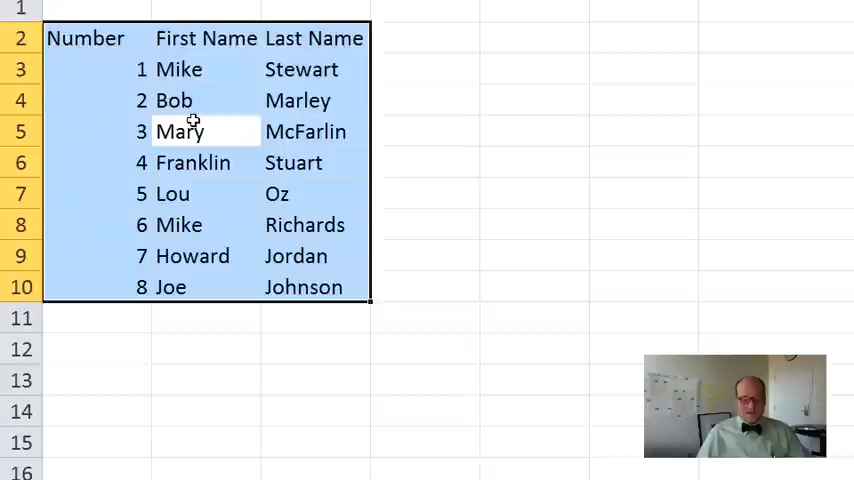 1
2 Number First Name Last Name
3 1 Mike Stewart
4 2 Bob Marley
5 3 Mary McFarlin
6 4 Franklin Stuart
7 5 Lou Oz
8 6 Mike Richards
9 7 Howard Jordan
10 8 Joe Johnson
11
12
13
14
15
16